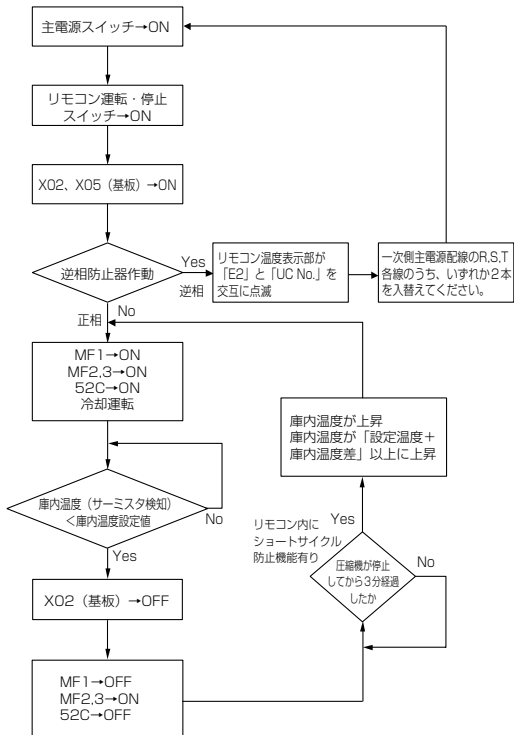 主電源スイッチ→ON
リモコン運転・停止
スイッチ→ON
X02、X05（基板）→ON
逆相防止器作動
Yes
逆相
リモコン温度表示部が
「E2」と「UC No.」を
交互に点滅
一次側主電源配線のR,S,T
各線のうち、いずれか2本
を入替えてください。
正相
No
MF1→ON
MF2,3→ON
52C→ON
冷却運転
庫内温度（サーミスタ検知）
＜庫内温度設定値
No
Yes
X02（基板）→OFF
MF1→OFF
MF2,3→ON
52C→OFF
庫内温度が上昇
庫内温度が「設定温度＋
庫内温度差」以上に上昇
リモコン内に
ショートサイクル
防止機能有り
Yes
圧縮機が停止
してから3分経過
したか
No